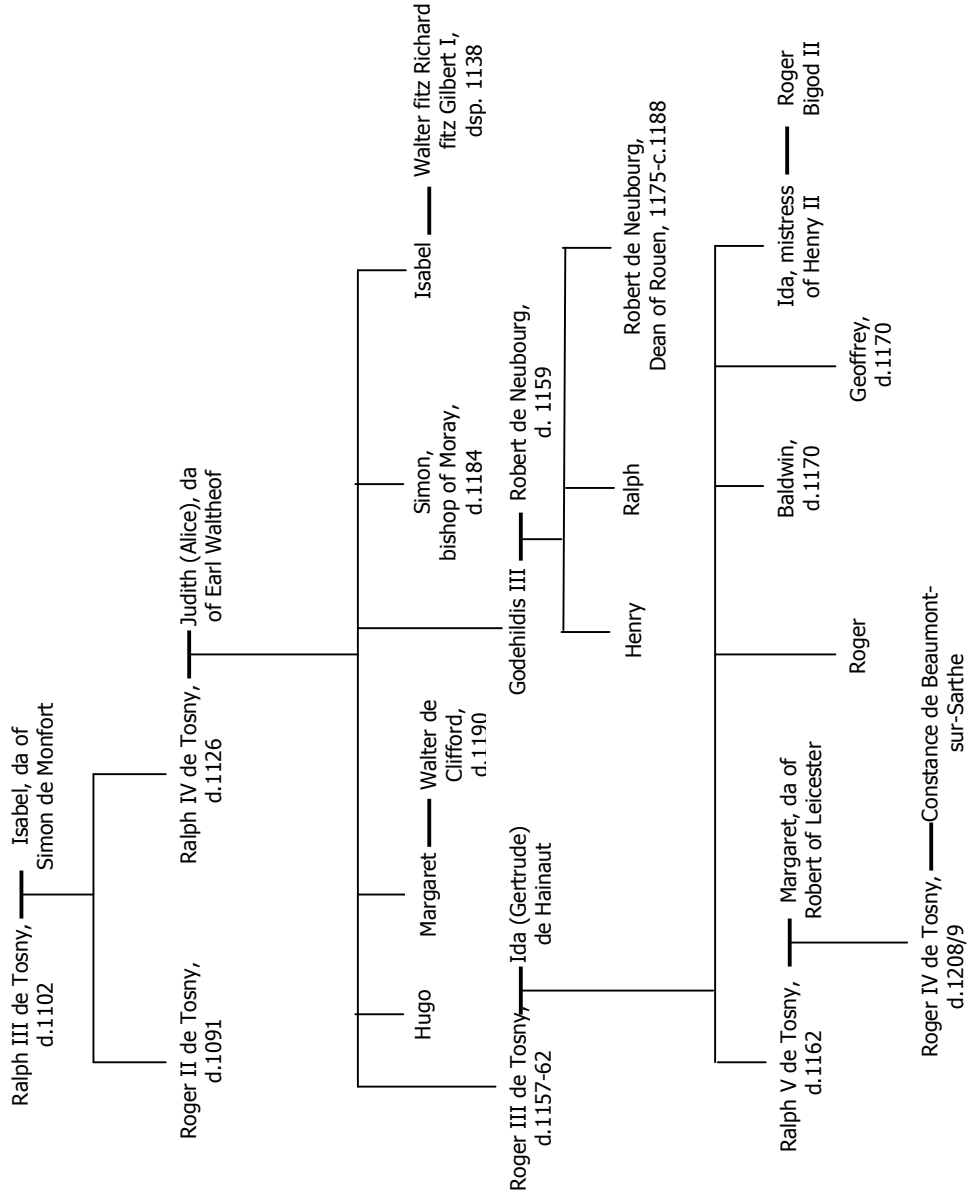 Ralph III de Tosny,
d.1102
Isabel, da of
Simon de Monfort
Roger II de Tosny,
d.1091
Ralph IV de Tosny,
d.1126
Judith (Alice), da
of Earl Waltheof
Roger III de Tosny,
d.1157-62
Ida (Gertrude)
de Hainaut
Hugo
Margaret
Walter de
Clifford,
d.1190
Godehildis III
Robert de Neubourg,
d. 1159
Simon,
bishop of Moray,
d.1184
Isabel
Walter fitz Richard
fitz Gilbert I,
dsp. 1138
Henry
Ralph
Robert de Neubourg,
Dean of Rouen, 1175-c.1188
Ralph V de Tosny,
d.1162
Margaret, da of
Robert of Leicester
Roger
Baldwin,
d.1170
Geoffrey,
d.1170
Ida, mistress
of Henry II
Roger
Bigod II
Roger IV de Tosny,
d.1208/9
Constance de Beaumont-
sur-Sarthe